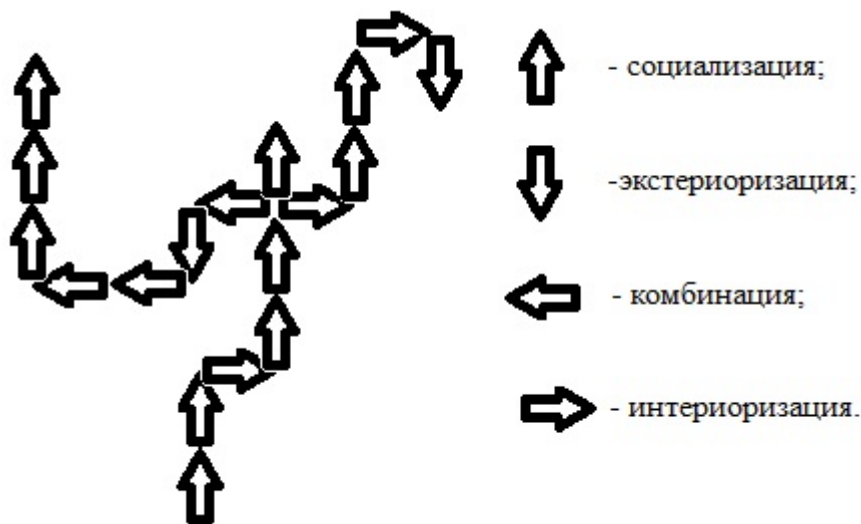 - социализация;
-экстериоризация;
- комбинация;
- интериоризация.